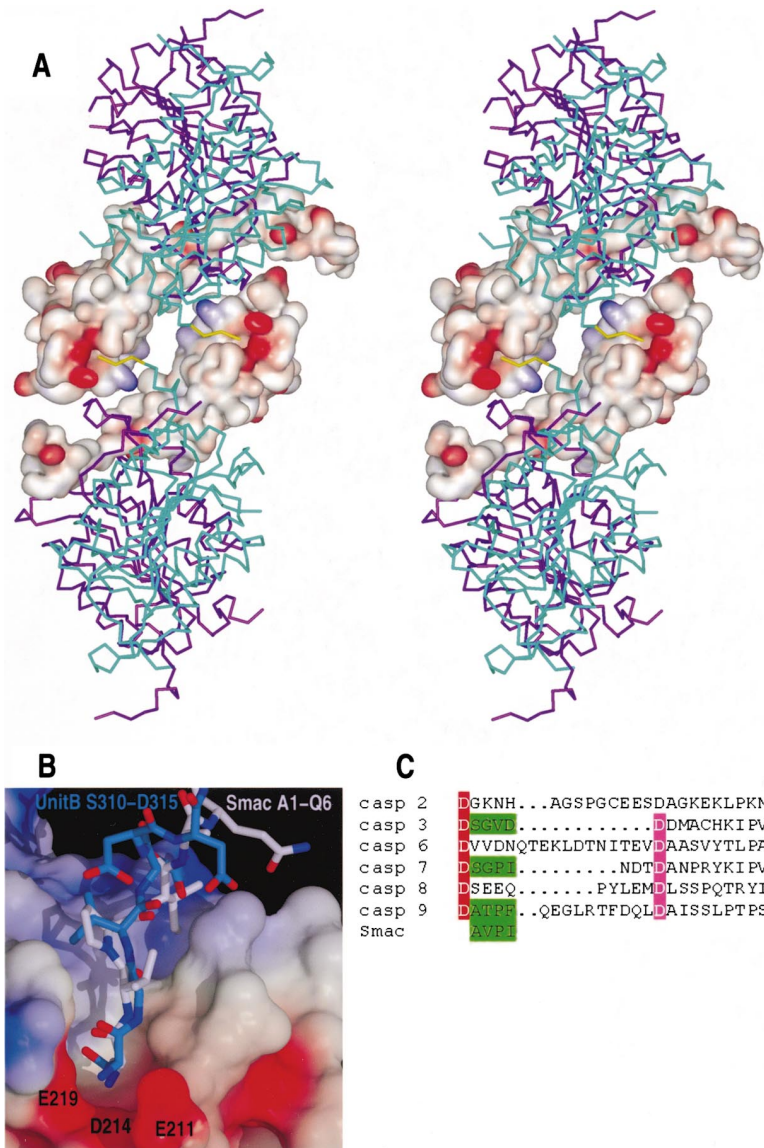 A
B
UnitB S310-D315
Smac A1-Q6
E219
D214
E211
C
casp 2 DGKNH...AGSPGCEESDAGKEKLPKM
casp 3 DSGVD............DDMACHKIPV
casp 6 DVVDNQTEKLDTNITEVDAASVYTLPA
casp 7 DSGPI.........NDTDANPRYKIPV
casp 8 DSEEQ.......PYLEMDLSSPQTRYI
casp 9 DATPF..QEGLRTFDQLDAISSLPTPS
Smac AVPI